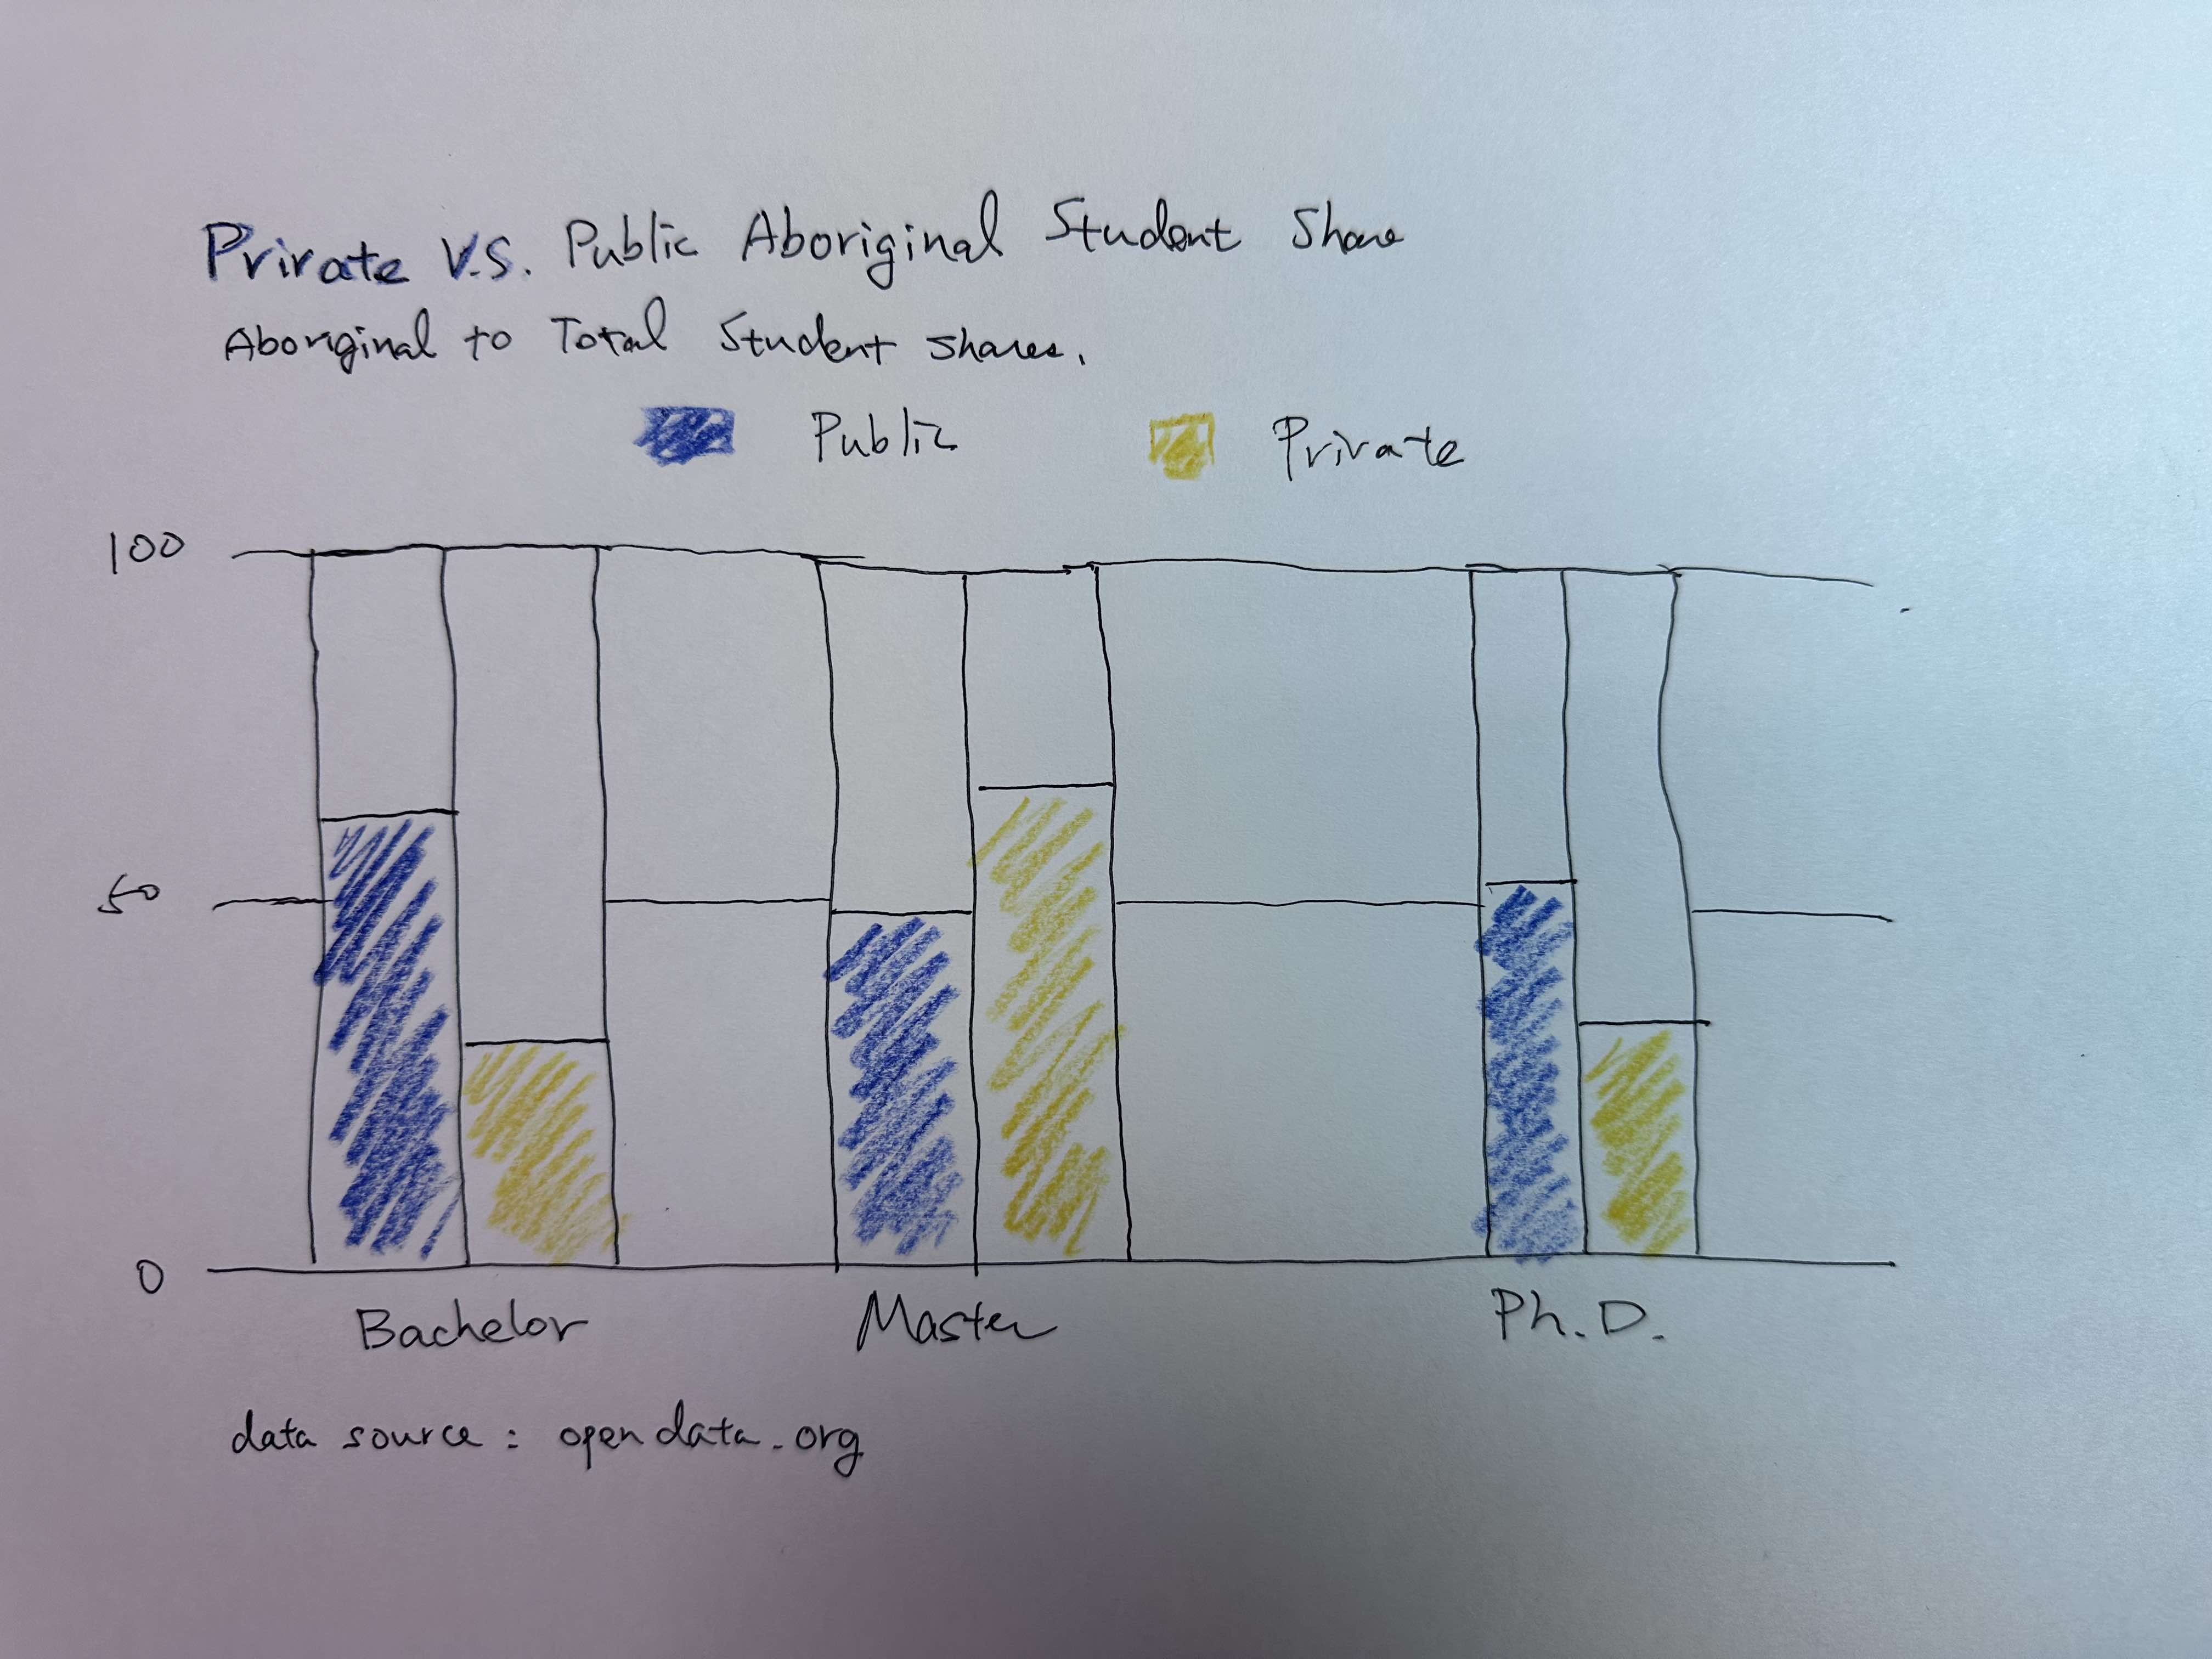 Private V.S. Public Aboriginal Student Share
Aboriginal to Total Student shares.
Public Private
100
50
0
Bachelor Master Ph.D.
data source : opendata.org